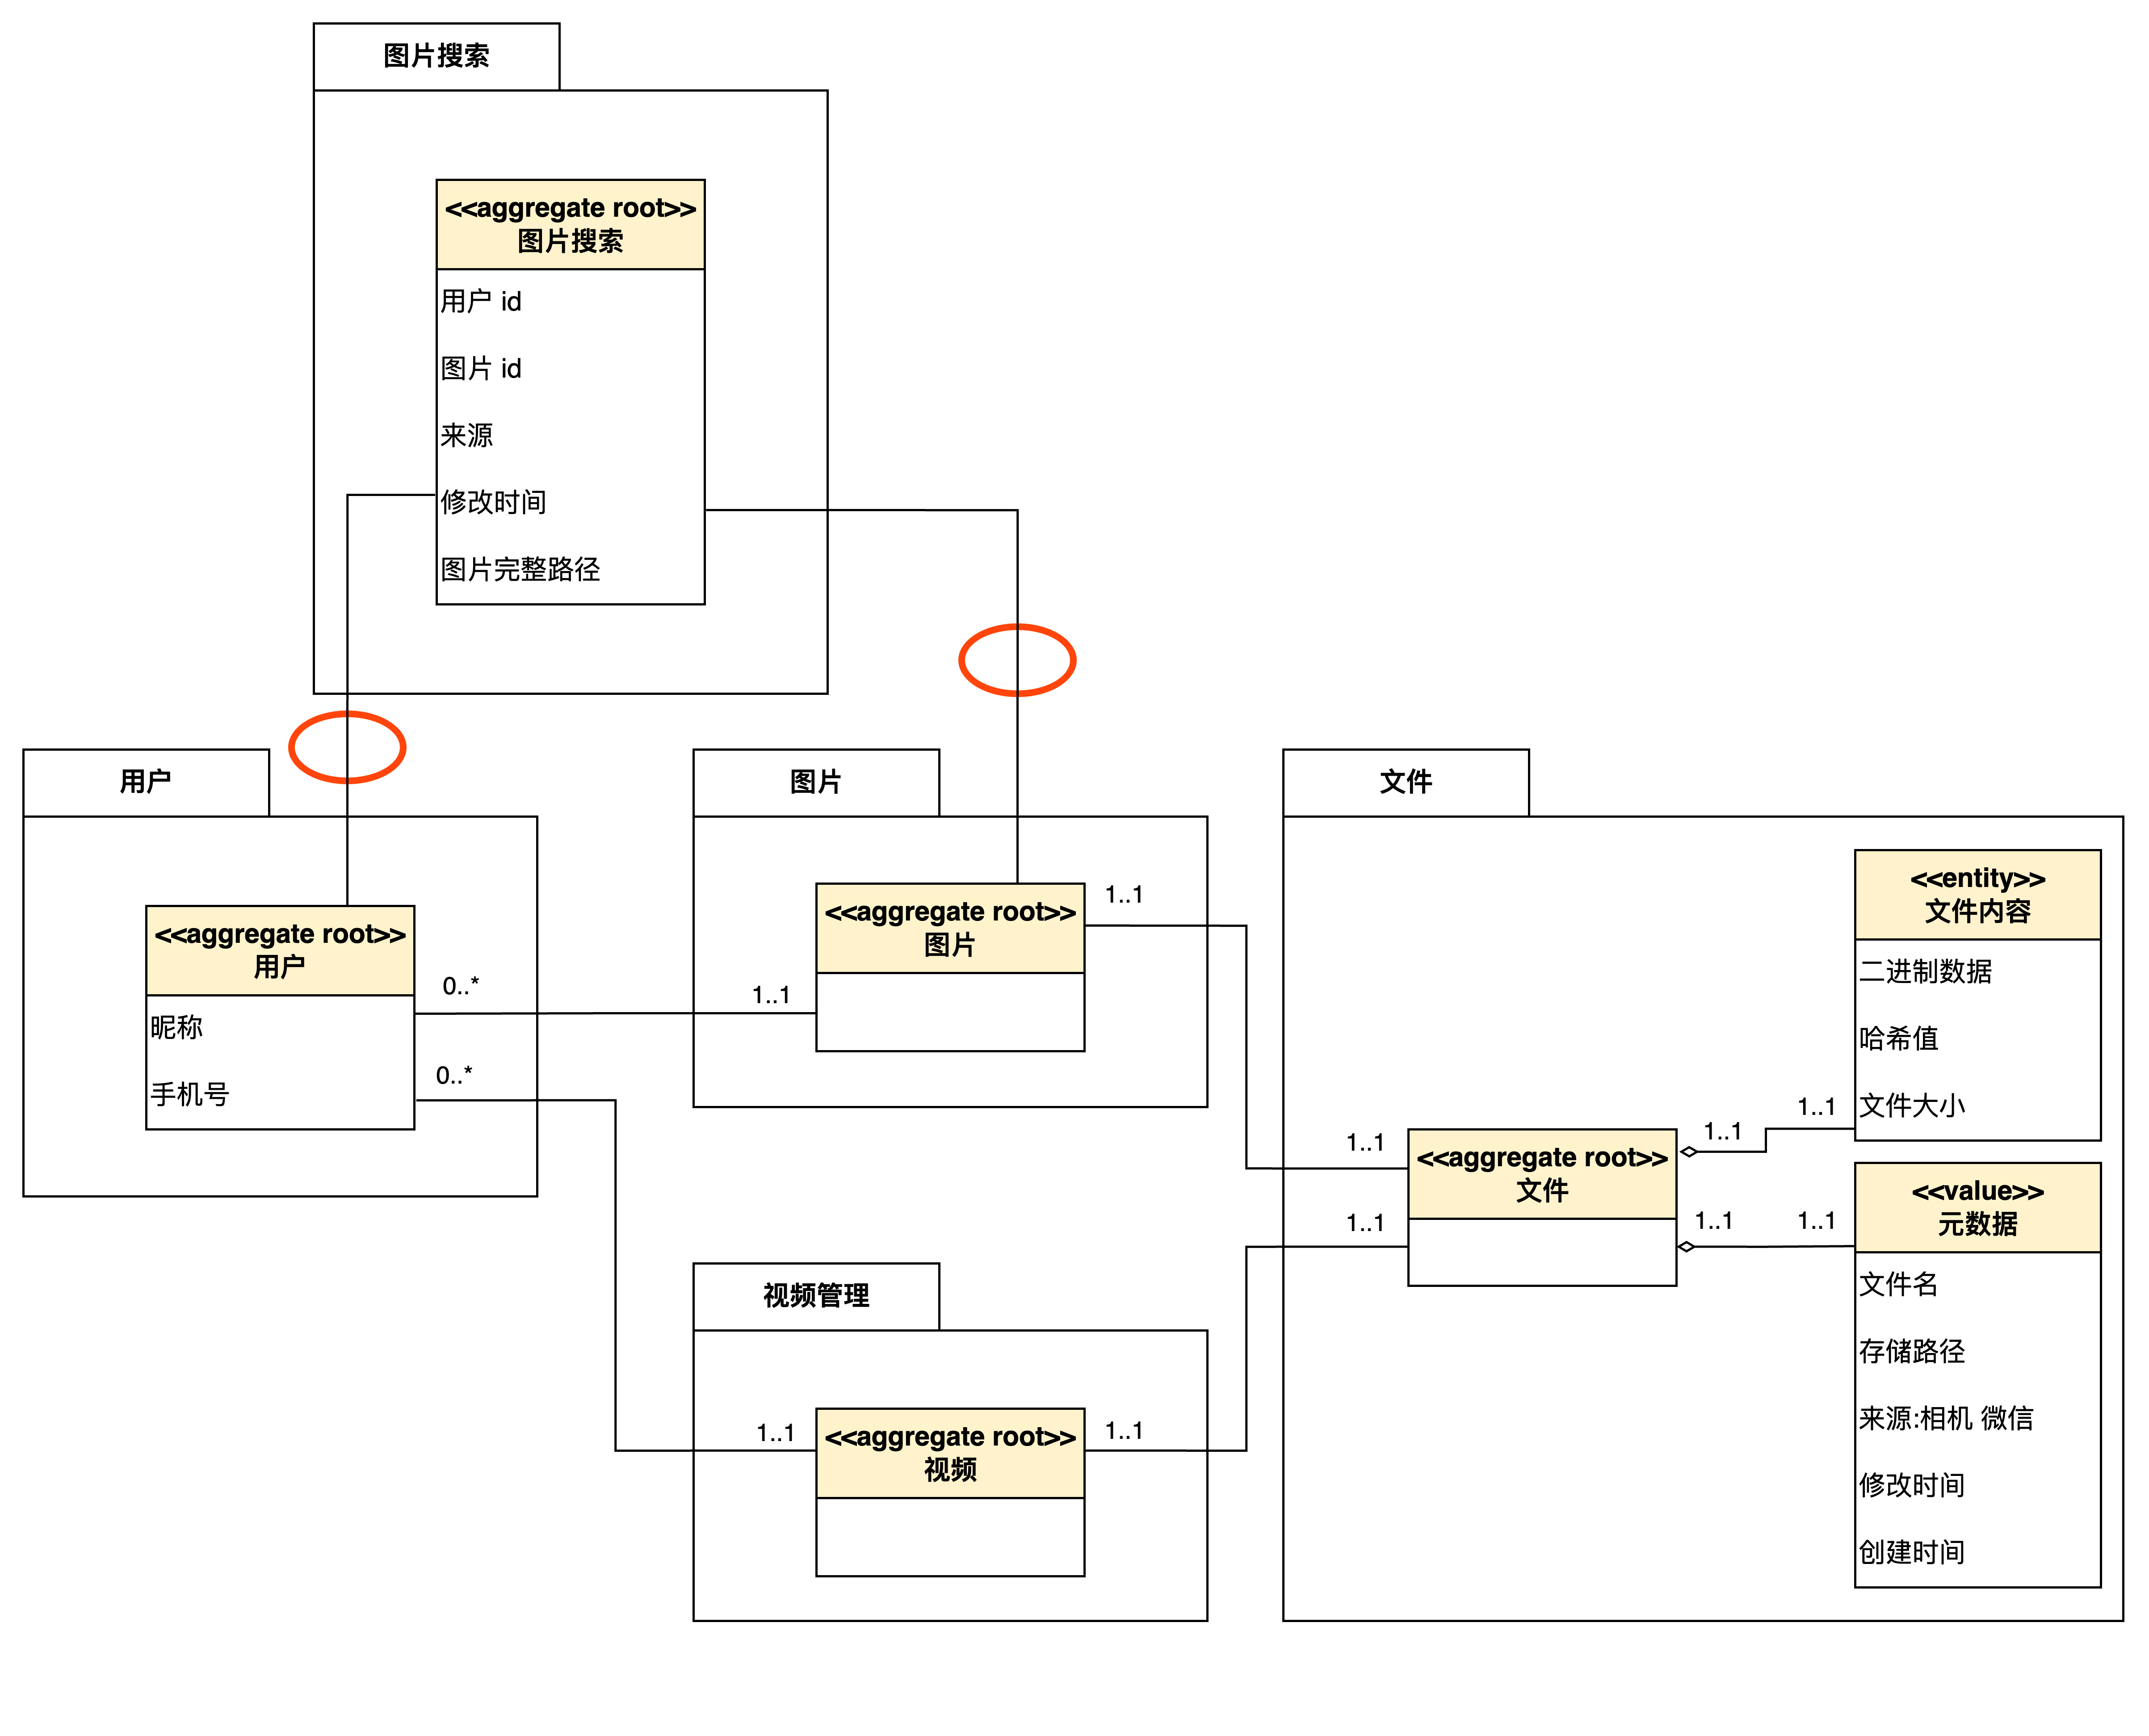 图片搜索
<<aggregate root>>
图片搜索
用户 id
图片 id
来源
修改时间
图片完整路径
用户
<<aggregate root>>
用户
昵称
手机号
0..*
0..*
图片
<<aggregate root>>
图片
1..1
1..1
视频管理
<<aggregate root>>
视频
1..1
1..1
文件
<<aggregate root>>
文件
1..1
1..1
1..1
1..1
1..1
1..1
<<entity>>
文件内容
二进制数据
哈希值
文件大小
<<value>>
元数据
文件名
存储路径
来源:相机 微信
修改时间
创建时间